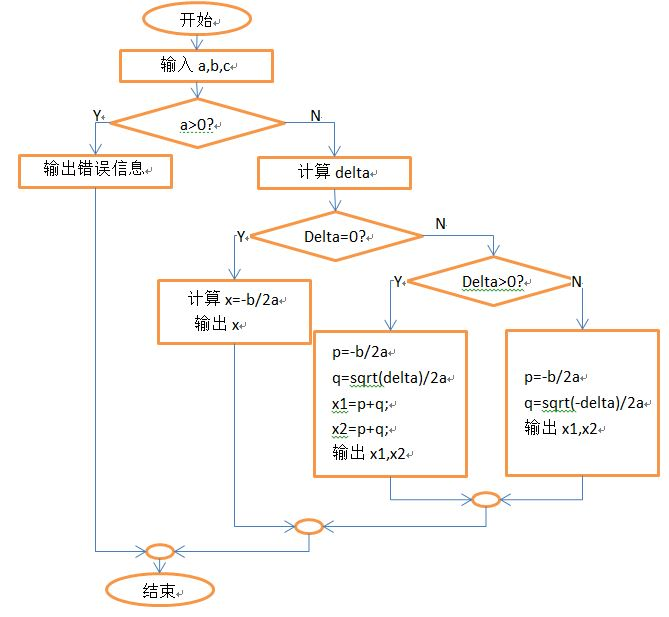 开始
输入 a,b,c
Y
a>0?
N
输出错误信息
计算 delta
Y
Delta=0?
N
计算 x=-b/2a
输出 x
Y
Delta>0?
N
p=-b/2a
q=sqrt(delta)/2a
x1=p+q;
x2=p+q;
输出 x1,x2
p=-b/2a
q=sqrt(-delta)/2a
输出 x1,x2
结束